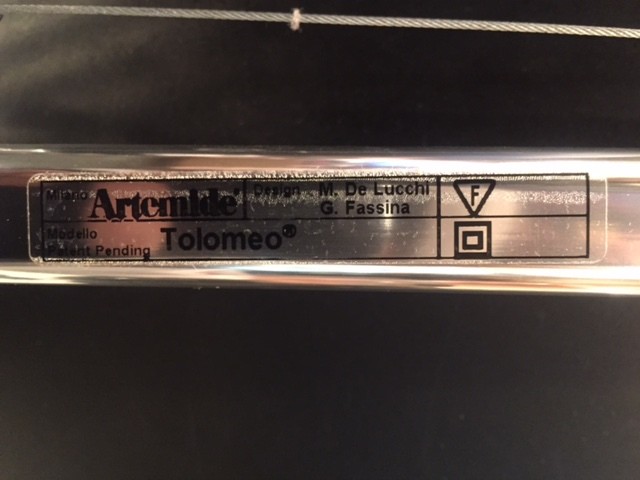 Milano Artemide® Design M. De Lucchi
G. Fassina
F
Modello Tolomeo®
Patent Pending